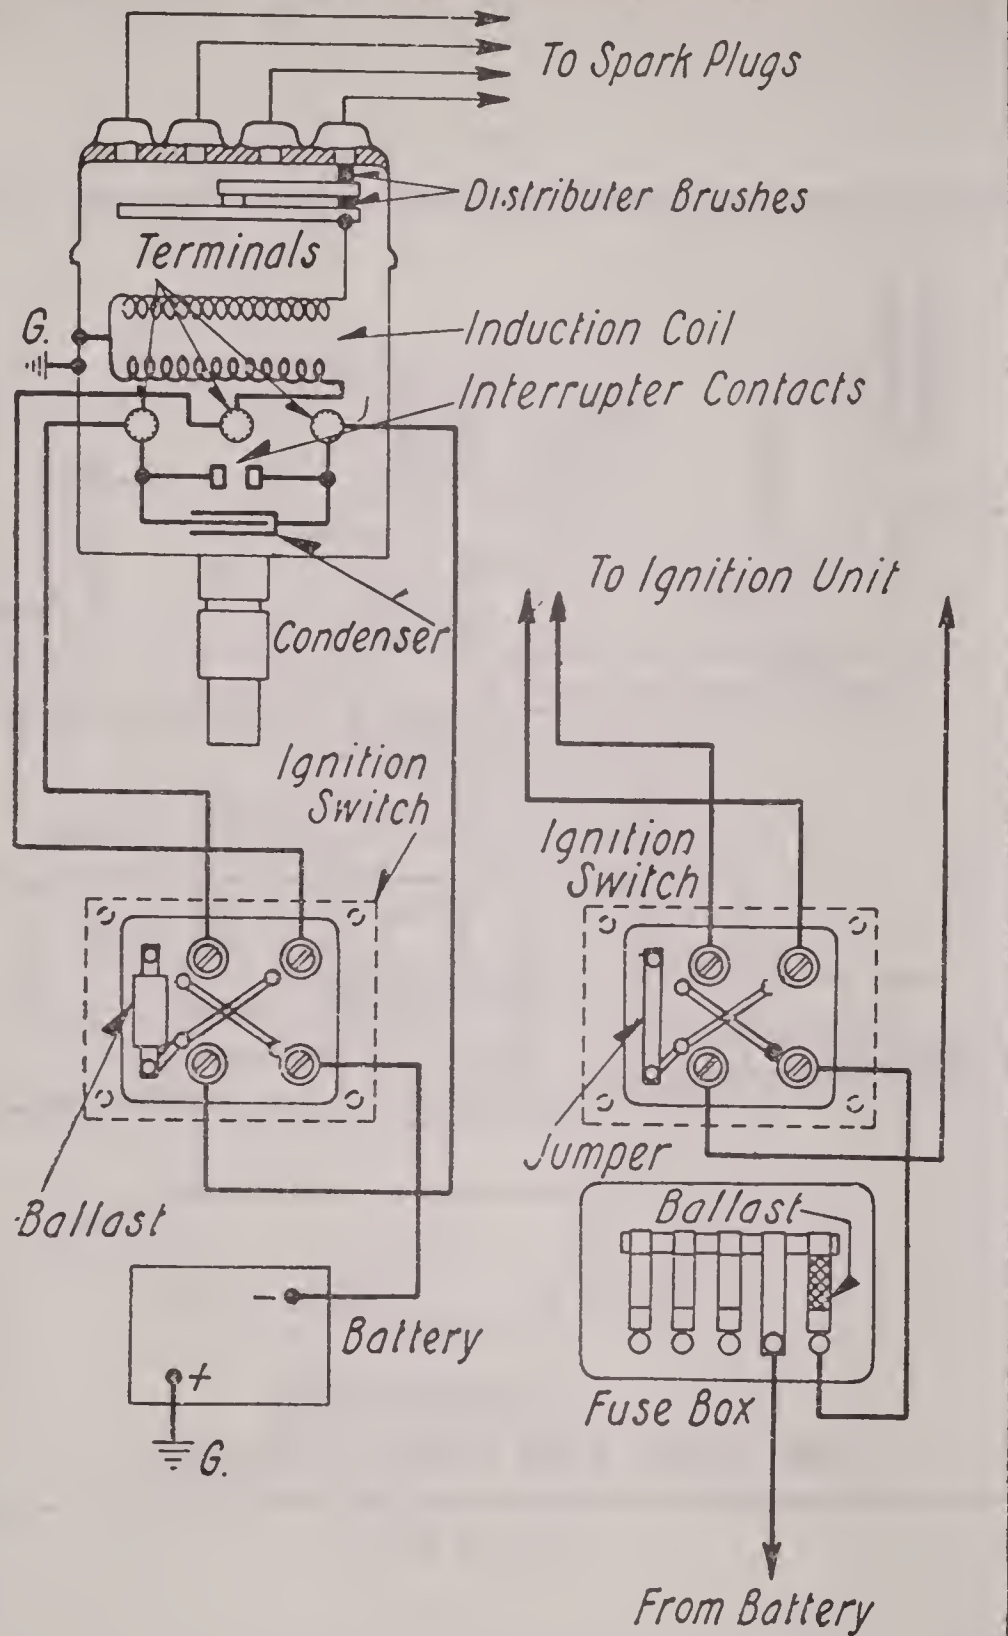 To Spark Plugs
Distributer Brushes
Terminals
G.
Induction Coil
Interrupter Contacts
Condenser
To Ignition Unit
Ignition
Switch
Ignition
Switch
Ballast
Jumper
Ballast
-
Battery
+
G.
Fuse Box
From Battery